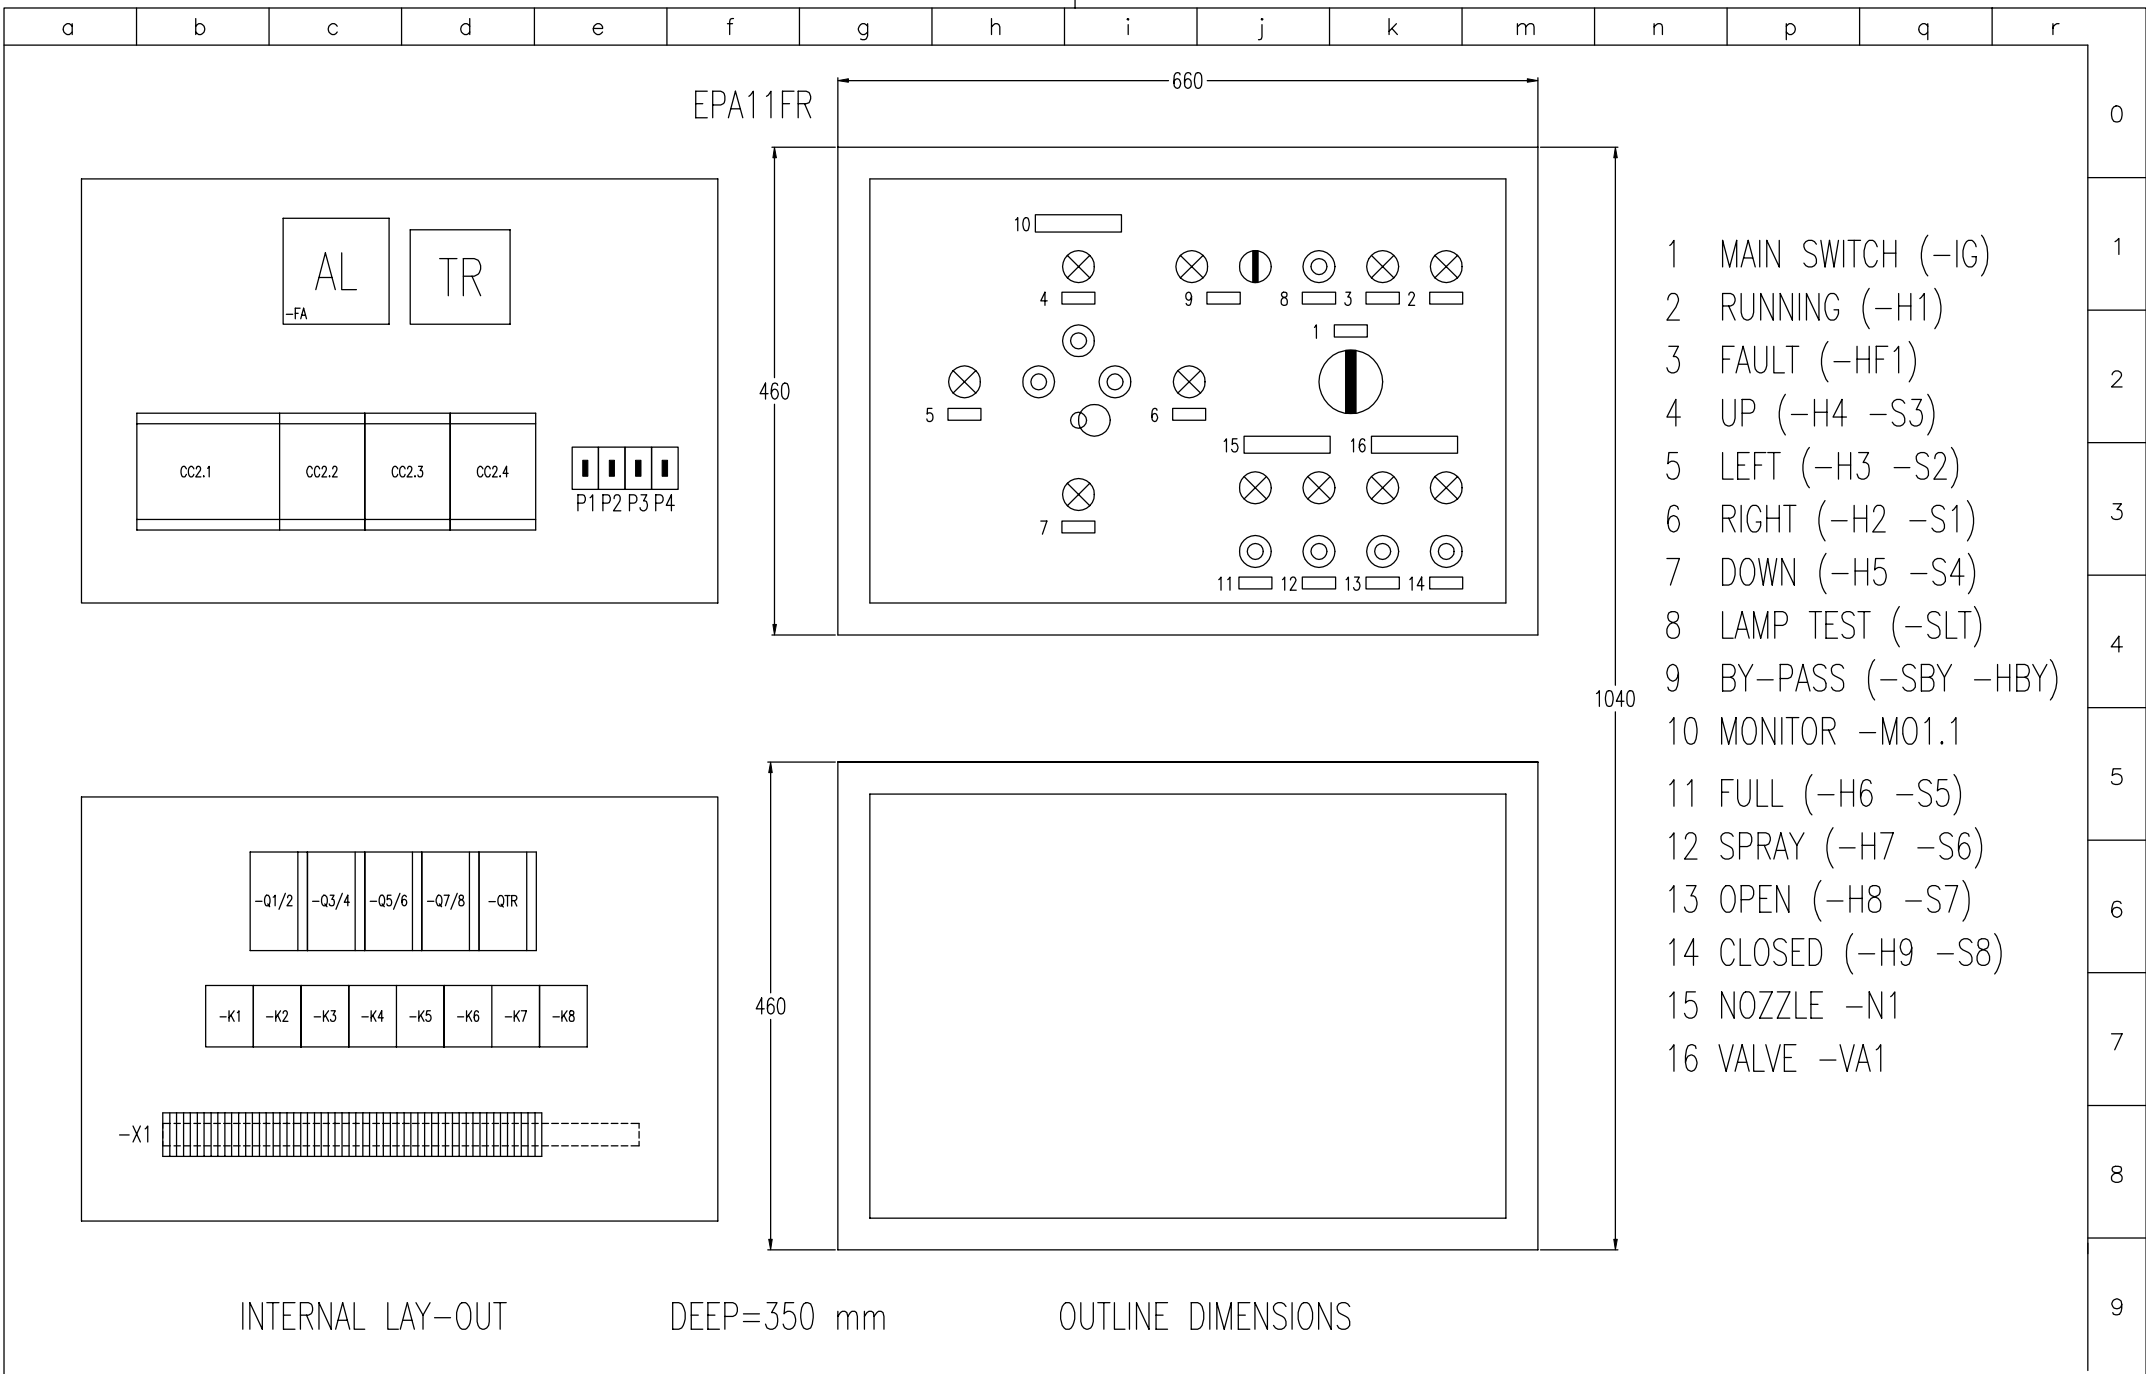 a b c d e f g h i j k l m n p q r
EPA11FR
660
0
1
2
3
4
5
6
7
8
9
AL
-FA
TR
CC2.1 CC2.2 CC2.3 CC2.4
P1 P2 P3 P4
460
10
4 9 8 3 2
1
5 6
15 16
7
11 12 13 14
1040
1 MAIN SWITCH (-IG)
2 RUNNING (-H1)
3 FAULT (-HF1)
4 UP (-H4 -S3)
5 LEFT (-H3 -S2)
6 RIGHT (-H2 -S1)
7 DOWN (-H5 -S4)
8 LAMP TEST (-SLT)
9 BY-PASS (-SBY -HBY)
10 MONITOR -MO1.1
11 FULL (-H6 -S5)
12 SPRAY (-H7 -S6)
13 OPEN (-H8 -S7)
14 CLOSED (-H9 -S8)
15 NOZZLE -N1
16 VALVE -VA1
-Q1/2 -Q3/4 -Q5/6 -Q7/8 -QTR
-K1 -K2 -K3 -K4 -K5 -K6 -K7 -K8
-X1
460
INTERNAL LAY-OUT
DEEP=350 mm
OUTLINE DIMENSIONS